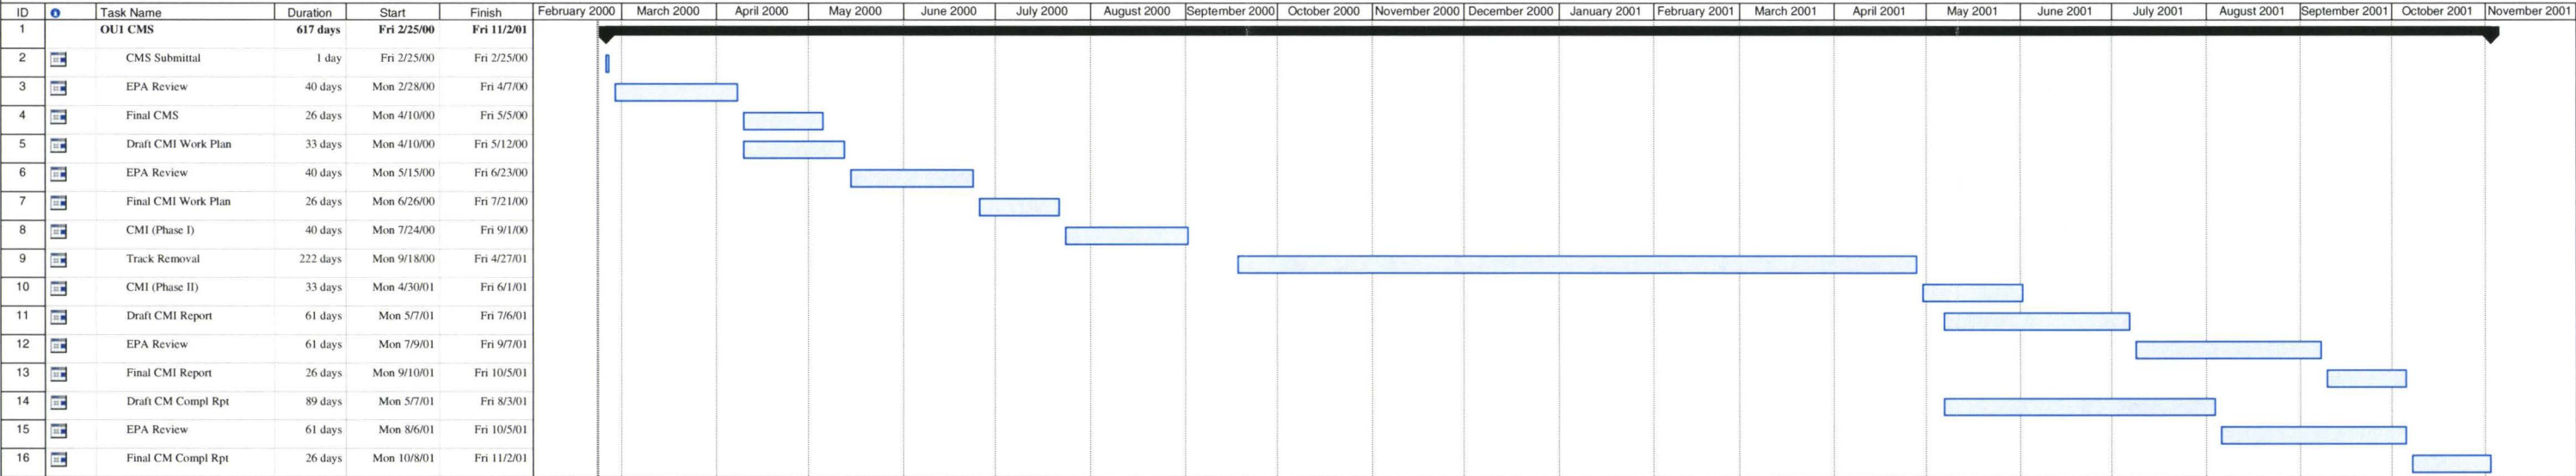 ID Task Name Duration Start Finish February 2000 March 2000 April 2000 May 2000 June 2000 July 2000 August 2000 September 2000 October 2000 November 2000 December 2000 January 2001 February 2001 March 2001 April 2001 May 2001 June 2001 July 2001 August 2001 September 2001 October 2001 November 2001
1 OU1 CMS 617 days Fri 2/25/00 Fri 11/2/01
2 CMS Submittal 1 day Fri 2/25/00 Fri 2/25/00
3 EPA Review 40 days Mon 2/28/00 Fri 4/7/00
4 Final CMS 26 days Mon 4/10/00 Fri 5/5/00
5 Draft CMI Work Plan 33 days Mon 4/10/00 Fri 5/12/00
6 EPA Review 40 days Mon 5/15/00 Fri 6/23/00
7 Final CMI Work Plan 26 days Mon 6/26/00 Fri 7/21/00
8 CMI (Phase I) 40 days Mon 7/24/00 Fri 9/1/00
9 Track Removal 222 days Mon 9/18/00 Fri 4/27/01
10 CMI (Phase II) 33 days Mon 4/30/01 Fri 6/1/01
11 Draft CMI Report 61 days Mon 5/7/01 Fri 7/6/01
12 EPA Review 61 days Mon 7/9/01 Fri 9/7/01
13 Final CMI Report 26 days Mon 9/10/01 Fri 10/5/01
14 Draft CM Compl Rpt 89 days Mon 5/7/01 Fri 8/3/01
15 EPA Review 61 days Mon 8/6/01 Fri 10/5/01
16 Final CM Compl Rpt 26 days Mon 10/8/01 Fri 11/2/01